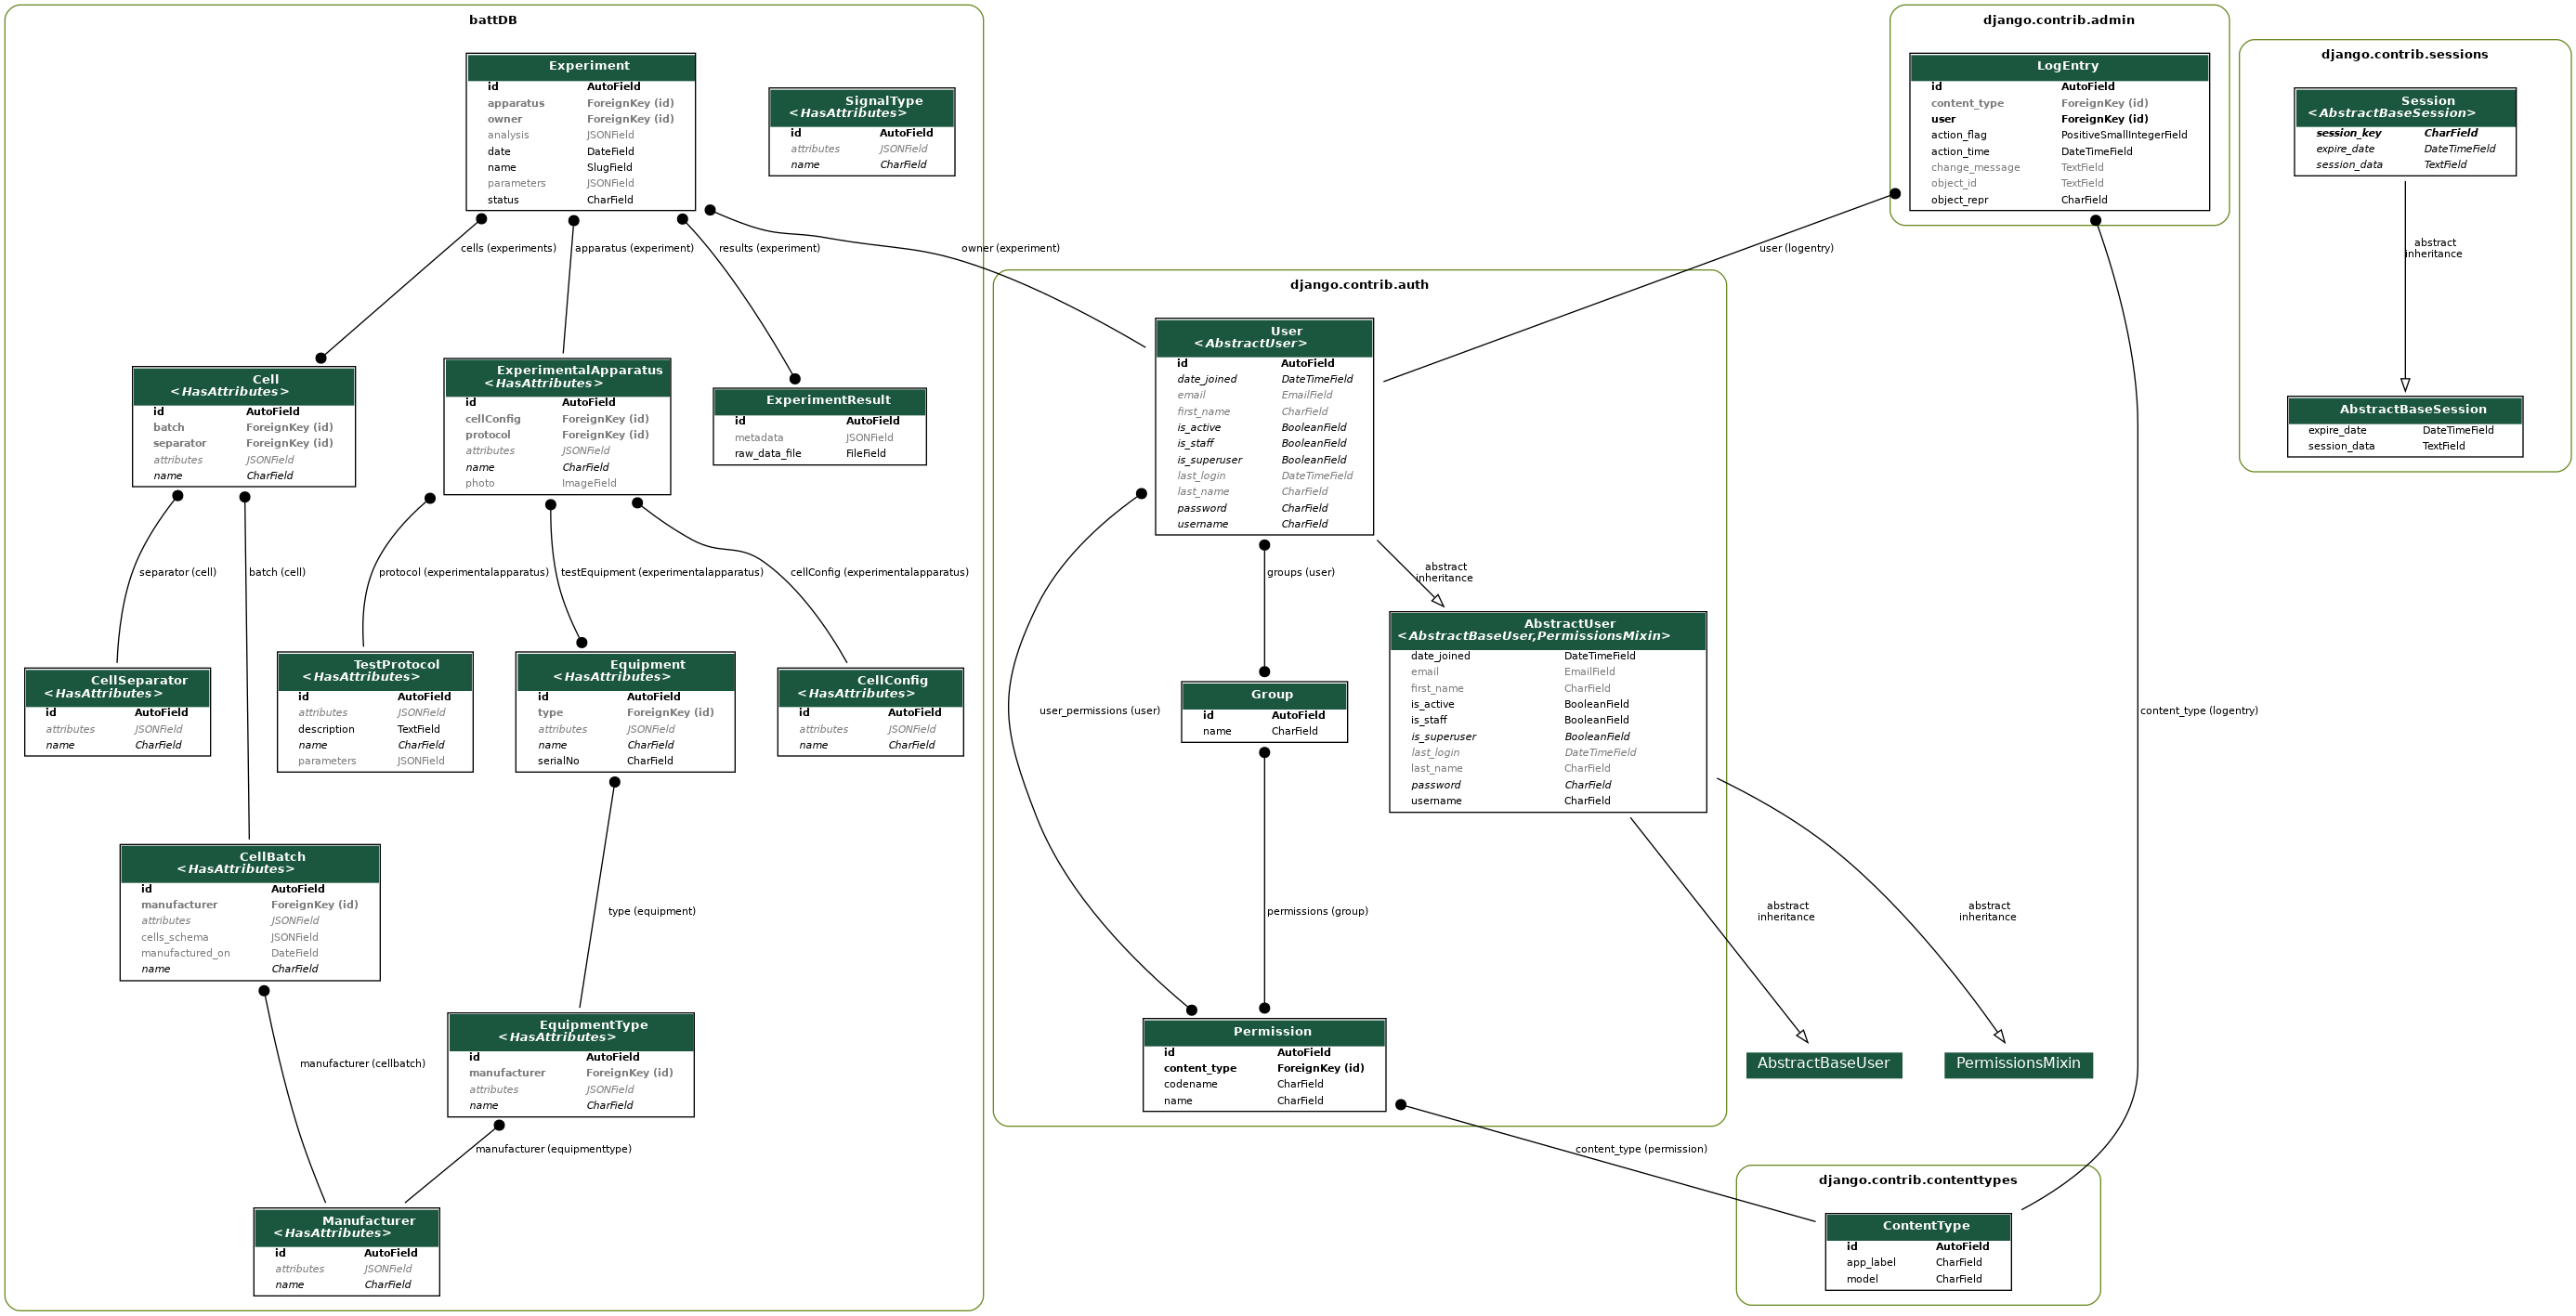 battDB
Experiment
id AutoField
apparatus ForeignKey (id)
owner ForeignKey (id)
analysis JSONField
date DateField
name SlugField
parameters JSONField
status CharField
SignalType
<HasAttributes>
id AutoField
attributes JSONField
name CharField
cells (experiments)
apparatus (experiment)
results (experiment)
owner (experiment)
Cell
<HasAttributes>
id AutoField
batch ForeignKey (id)
separator ForeignKey (id)
attributes JSONField
name CharField
ExperimentalApparatus
<HasAttributes>
id AutoField
cellConfig ForeignKey (id)
protocol ForeignKey (id)
attributes JSONField
name CharField
photo ImageField
ExperimentResult
id AutoField
metadata JSONField
raw_data_file FileField
separator (cell)
batch (cell)
protocol (experimentalapparatus)
testEquipment (experimentalapparatus)
cellConfig (experimentalapparatus)
CellSeparator
<HasAttributes>
id AutoField
attributes JSONField
name CharField
TestProtocol
<HasAttributes>
id AutoField
attributes JSONField
description TextField
name CharField
parameters JSONField
Equipment
<HasAttributes>
id AutoField
type ForeignKey (id)
attributes JSONField
name CharField
serialNo CharField
CellConfig
<HasAttributes>
id AutoField
attributes JSONField
name CharField
CellBatch
<HasAttributes>
id AutoField
manufacturer ForeignKey (id)
attributes JSONField
cells_schema JSONField
manufactured_on DateField
name CharField
type (equipment)
EquipmentType
<HasAttributes>
id AutoField
manufacturer ForeignKey (id)
attributes JSONField
name CharField
manufacturer (cellbatch)
manufacturer (equipmenttype)
Manufacturer
<HasAttributes>
id AutoField
attributes JSONField
name CharField
django.contrib.auth
User
<AbstractUser>
id AutoField
date_joined DateTimeField
email EmailField
first_name CharField
is_active BooleanField
is_staff BooleanField
is_superuser BooleanField
last_login DateTimeField
last_name CharField
password CharField
username CharField
groups (user)
abstract
inheritance
user_permissions (user)
Group
id AutoField
name CharField
AbstractUser
<AbstractBaseUser,PermissionsMixin>
date_joined DateTimeField
email EmailField
first_name CharField
is_active BooleanField
is_staff BooleanField
is_superuser BooleanField
last_login DateTimeField
last_name CharField
password CharField
username CharField
permissions (group)
abstract
inheritance
abstract
inheritance
Permission
id AutoField
content_type ForeignKey (id)
codename CharField
name CharField
AbstractBaseUser
PermissionsMixin
content_type (permission)
django.contrib.admin
LogEntry
id AutoField
content_type ForeignKey (id)
user ForeignKey (id)
action_flag PositiveSmallIntegerField
action_time DateTimeField
change_message TextField
object_id TextField
object_repr CharField
user (logentry)
content_type (logentry)
django.contrib.contenttypes
ContentType
id AutoField
app_label CharField
model CharField
django.contrib.sessions
Session
<AbstractBaseSession>
session_key CharField
expire_date DateTimeField
session_data TextField
abstract
inheritance
AbstractBaseSession
expire_date DateTimeField
session_data TextField